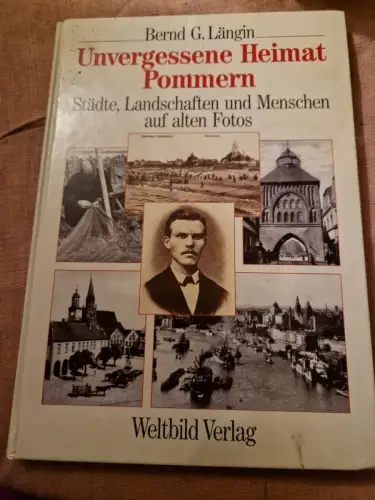 Bernd G. Längin
Unvergessene Heimat
Pommern
Städte, Landschaften und Menschen
auf alten Fotos
Weltbild Verlag